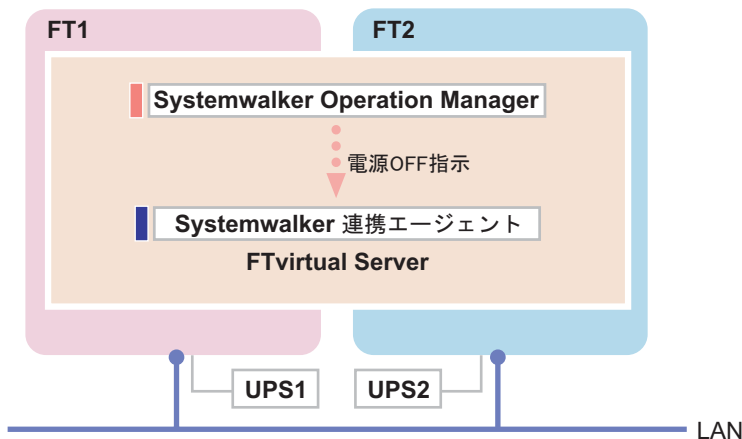 FT1
FT2
Systemwalker Operation Manager
電源OFF指示
Systemwalker 連携エージェント
FTvirtual Server
UPS1
UPS2
LAN